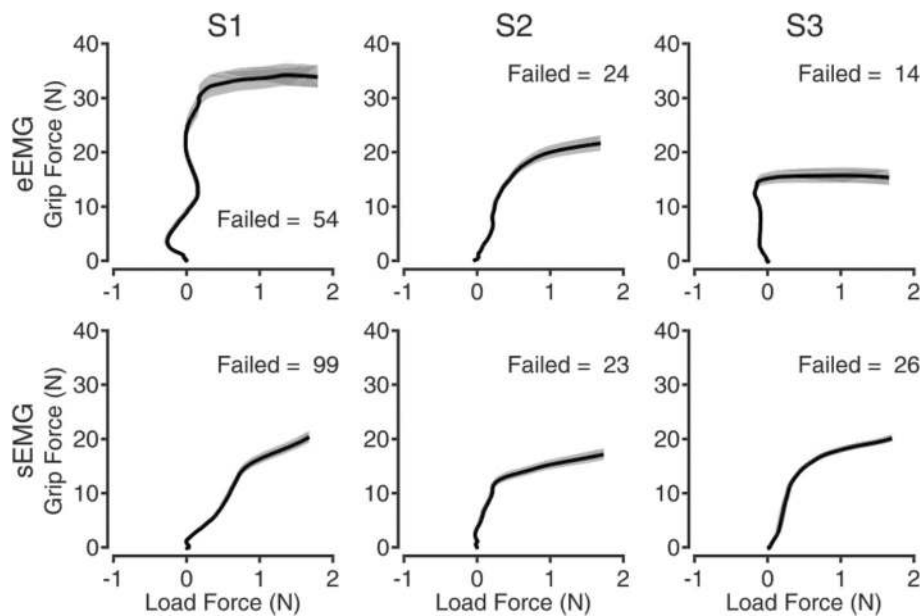 S1 S2 S3
eEMG
Grip Force (N)
40 40 40
30 30 30
20 20 20
10 10 10
0 0 0
Failed = 54
Failed = 24
Failed = 14
-1 0 1 2 -1 0 1 2 -1 0 1 2
sEMG
Grip Force (N)
40 40 40
30 30 30
20 20 20
10 10 10
0 0 0
Failed = 99
Failed = 23
Failed = 26
-1 0 1 2 -1 0 1 2 -1 0 1 2
Load Force (N) Load Force (N) Load Force (N)